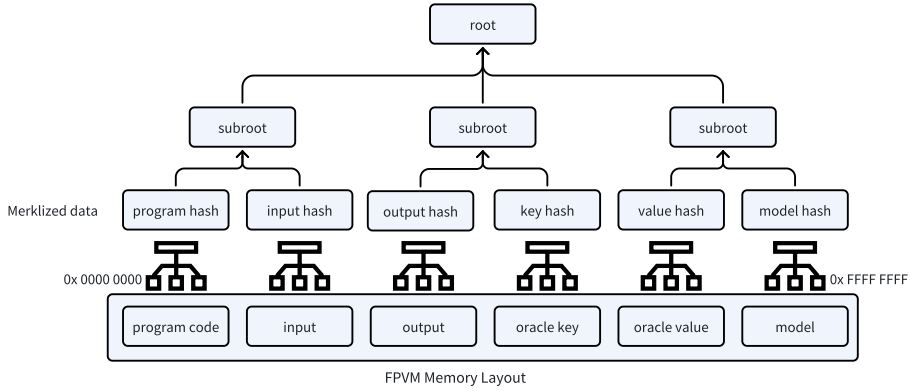 root
subroot
subroot
subroot
Merklized data
program hash
input hash
output hash
key hash
value hash
model hash
0x 0000 0000
0x FFFF FFFF
program code
input
output
oracle key
oracle value
model
FPVM Memory Layout